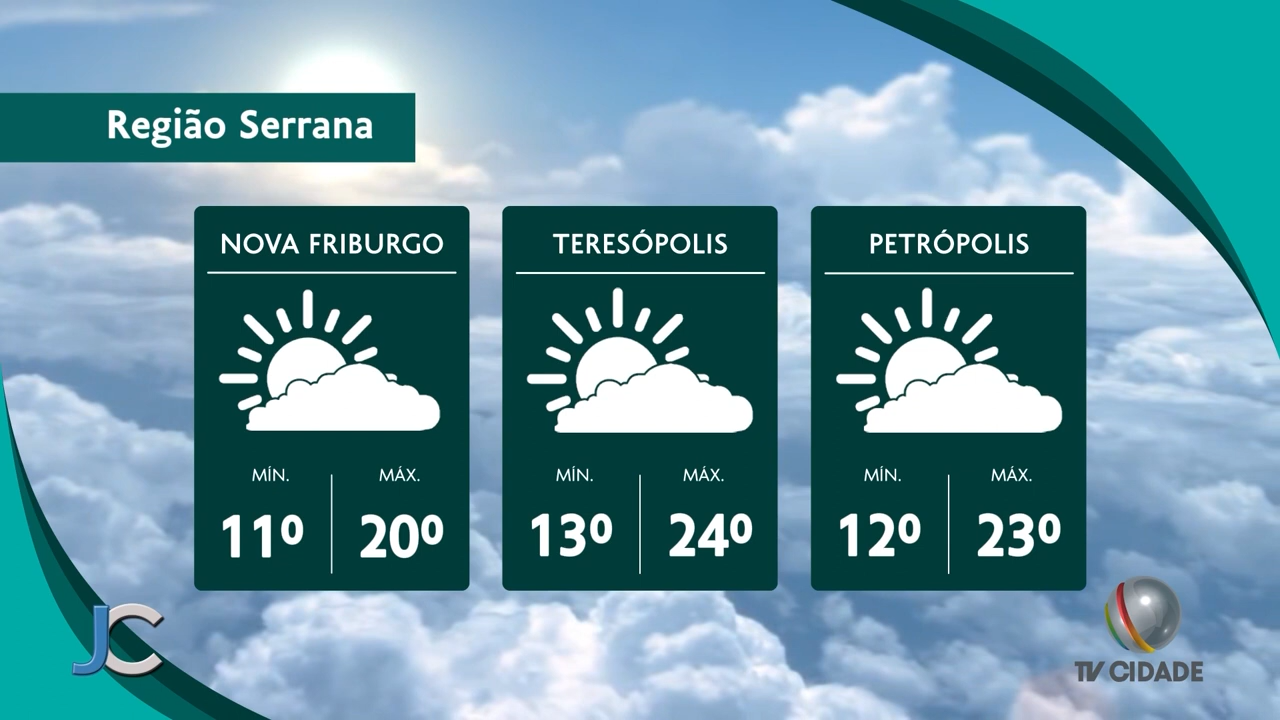 Região Serrana
NOVA FRIBURGO
MÍN. MÁX.
11º 20º
TERESÓPOLIS
MÍN. MÁX.
13º 24º
PETRÓPOLIS
MÍN. MÁX.
12º 23º
JC
TV CIDADE